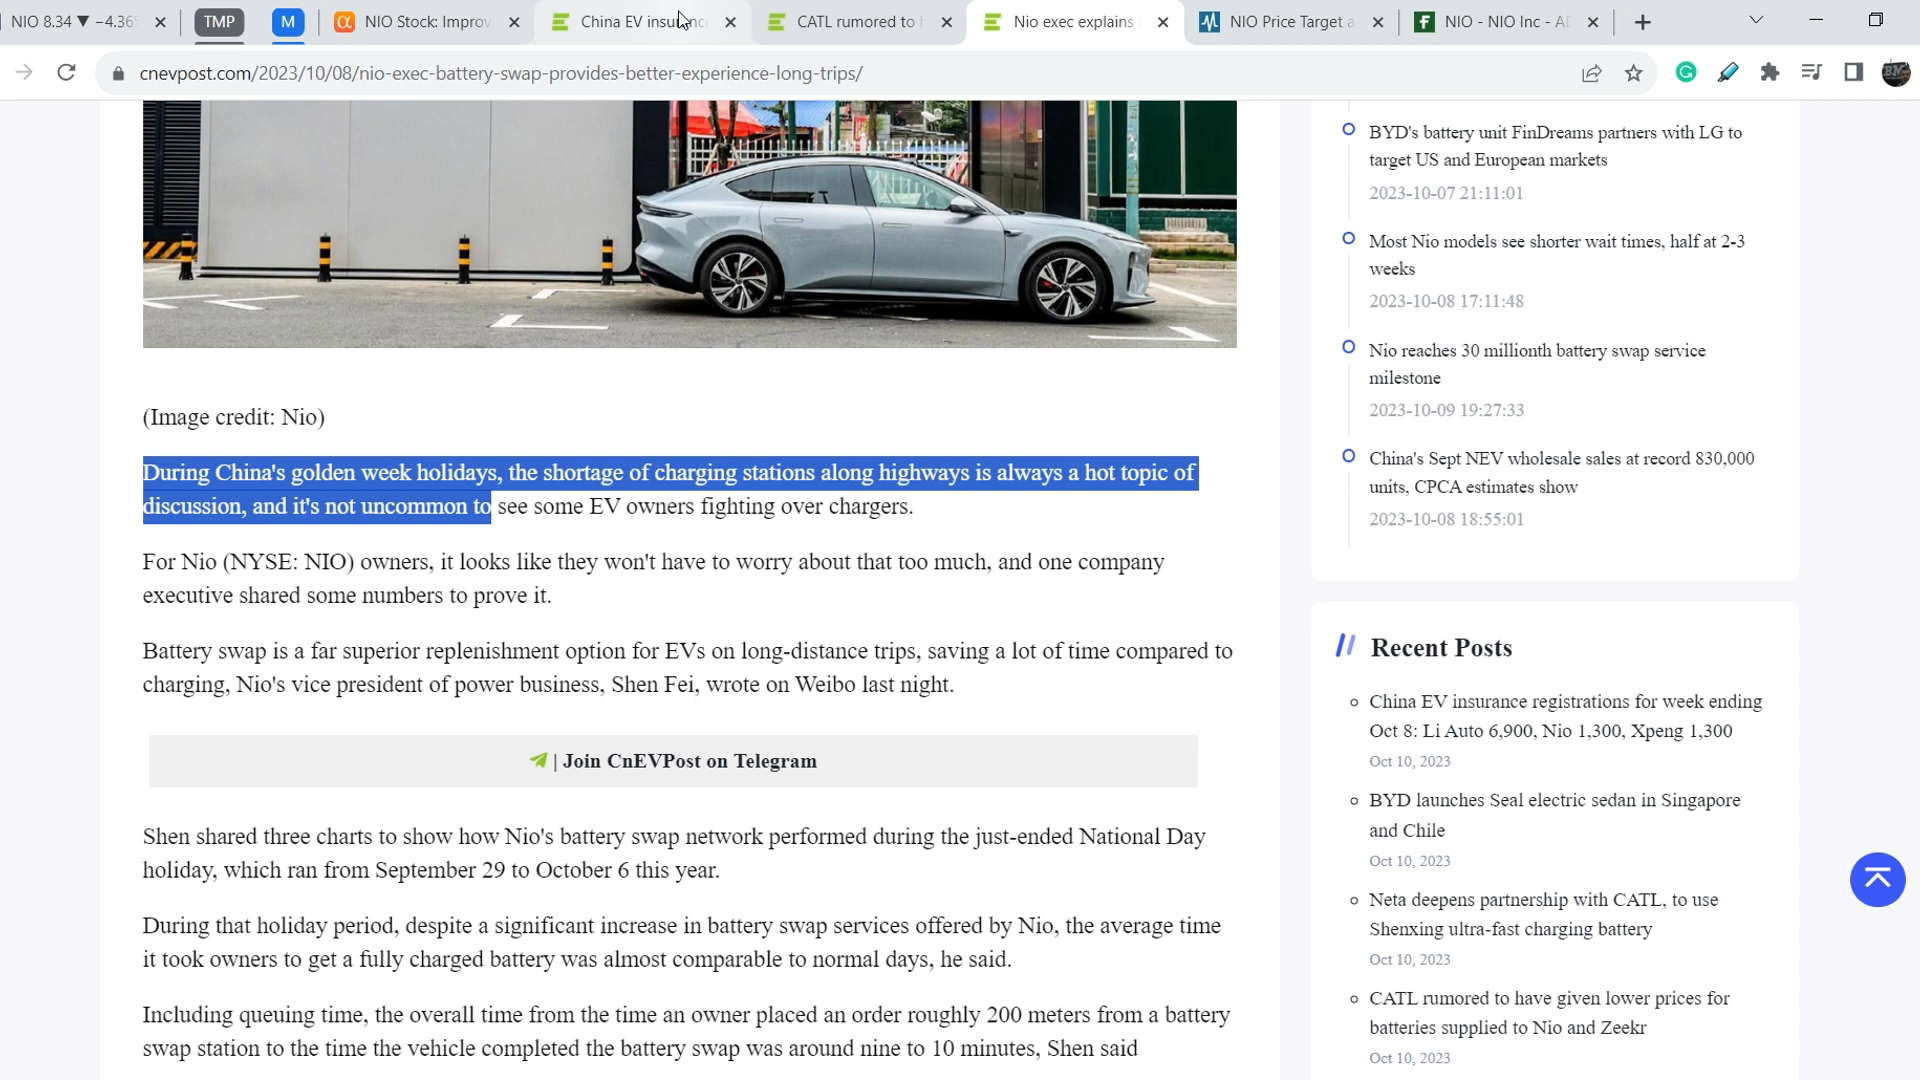 NIO 8.34 ▼ −4.36
TMP
M
NIO Stock: Improv
China EV insuranc
CATL rumored to h
Nio exec explains
NIO Price Target a
NIO - NIO Inc - AD
cnevpost.com/2023/10/08/nio-exec-battery-swap-provides-better-experience-long-trips/
(Image credit: Nio)
During China's golden week holidays, the shortage of charging stations along highways is always a hot topic of
discussion, and it's not uncommon to see some EV owners fighting over chargers.
For Nio (NYSE: NIO) owners, it looks like they won't have to worry about that too much, and one company
executive shared some numbers to prove it.
Battery swap is a far superior replenishment option for EVs on long-distance trips, saving a lot of time compared to
charging, Nio's vice president of power business, Shen Fei, wrote on Weibo last night.
| Join CnEVPost on Telegram
Shen shared three charts to show how Nio's battery swap network performed during the just-ended National Day
holiday, which ran from September 29 to October 6 this year.
During that holiday period, despite a significant increase in battery swap services offered by Nio, the average time
it took owners to get a fully charged battery was almost comparable to normal days, he said.
Including queuing time, the overall time from the time an owner placed an order roughly 200 meters from a battery
swap station to the time the vehicle completed the battery swap was around nine to 10 minutes, Shen said
BYD's battery unit FinDreams partners with LG to
target US and European markets
2023-10-07 21:11:01
Most Nio models see shorter wait times, half at 2-3
weeks
2023-10-08 17:11:48
Nio reaches 30 millionth battery swap service
milestone
2023-10-09 19:27:33
China's Sept NEV wholesale sales at record 830,000
units, CPCA estimates show
2023-10-08 18:55:01
Recent Posts
China EV insurance registrations for week ending
Oct 8: Li Auto 6,900, Nio 1,300, Xpeng 1,300
Oct 10, 2023
BYD launches Seal electric sedan in Singapore
and Chile
Oct 10, 2023
Neta deepens partnership with CATL, to use
Shenxing ultra-fast charging battery
Oct 10, 2023
CATL rumored to have given lower prices for
batteries supplied to Nio and Zeekr
Oct 10, 2023